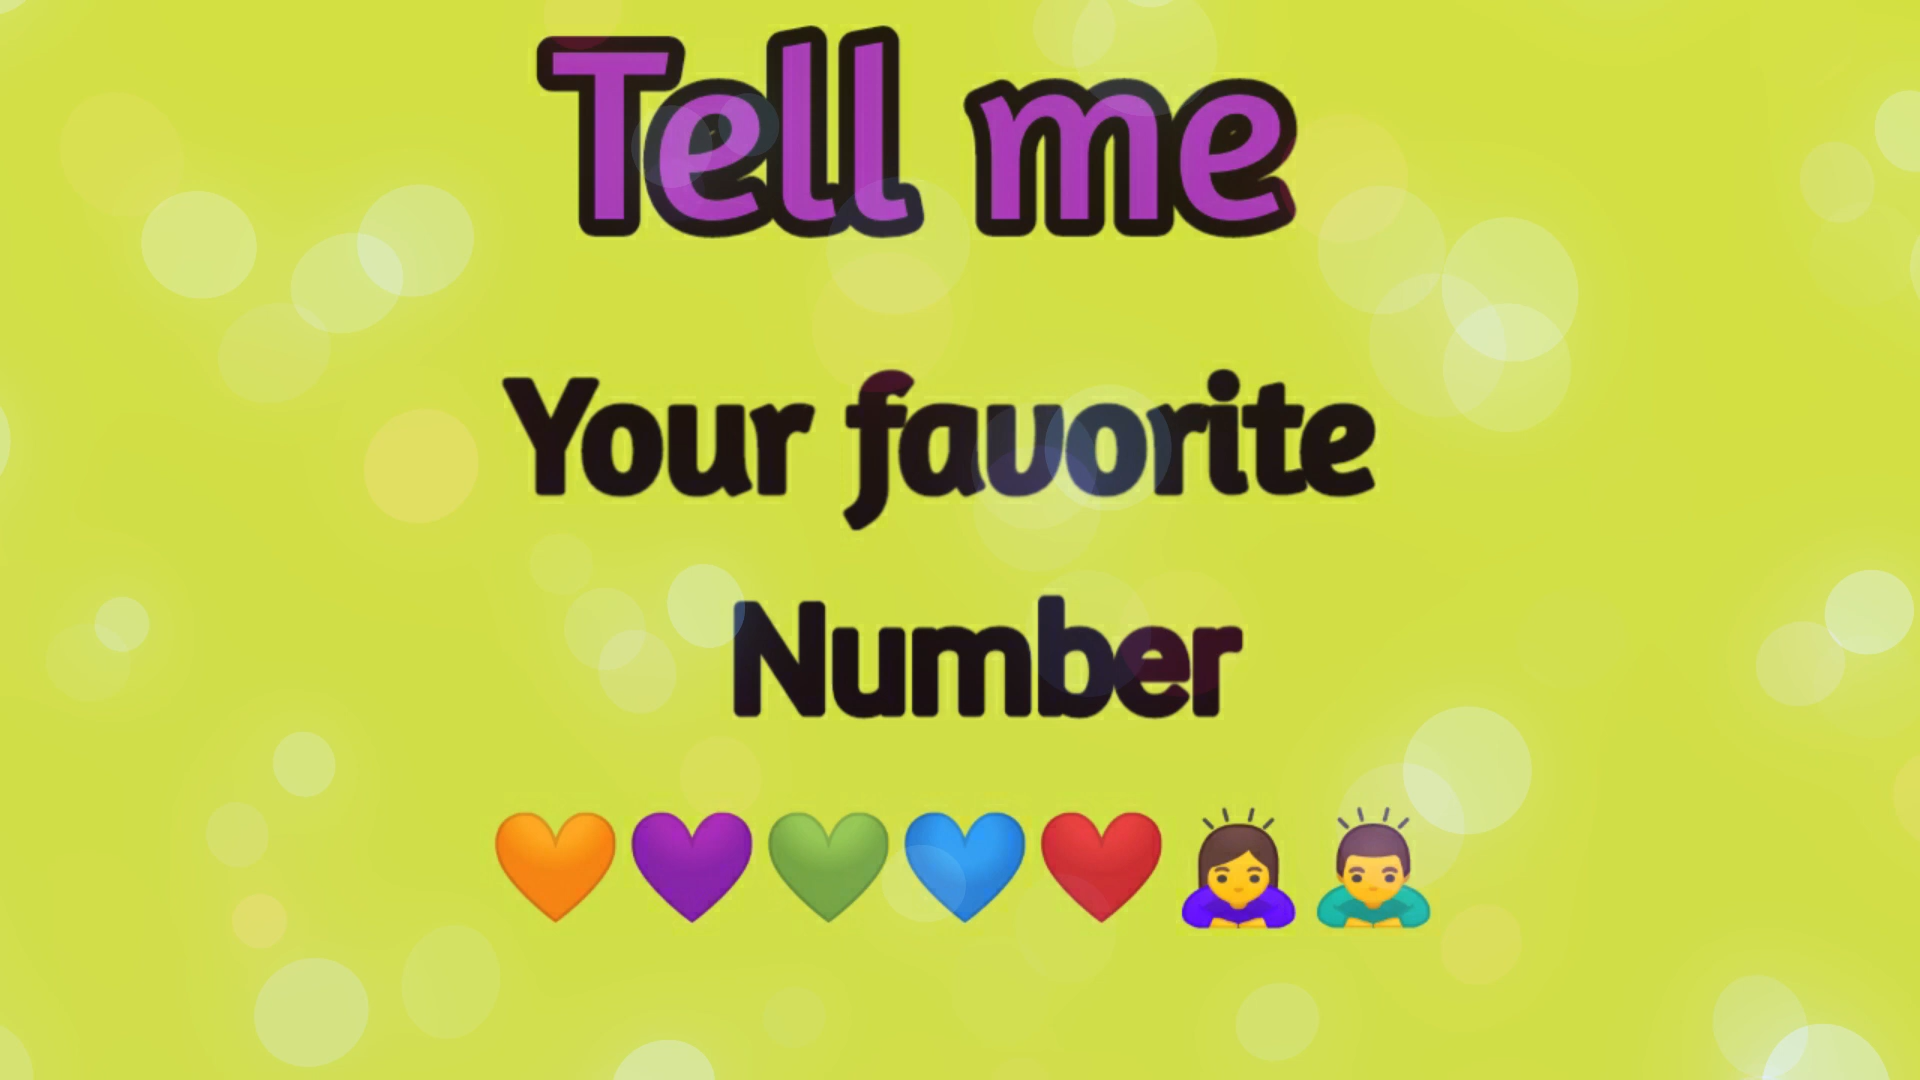 Tell me
Your favorite
Number
🧡💜💚💙❤️🙇‍♀️🙇‍♂️